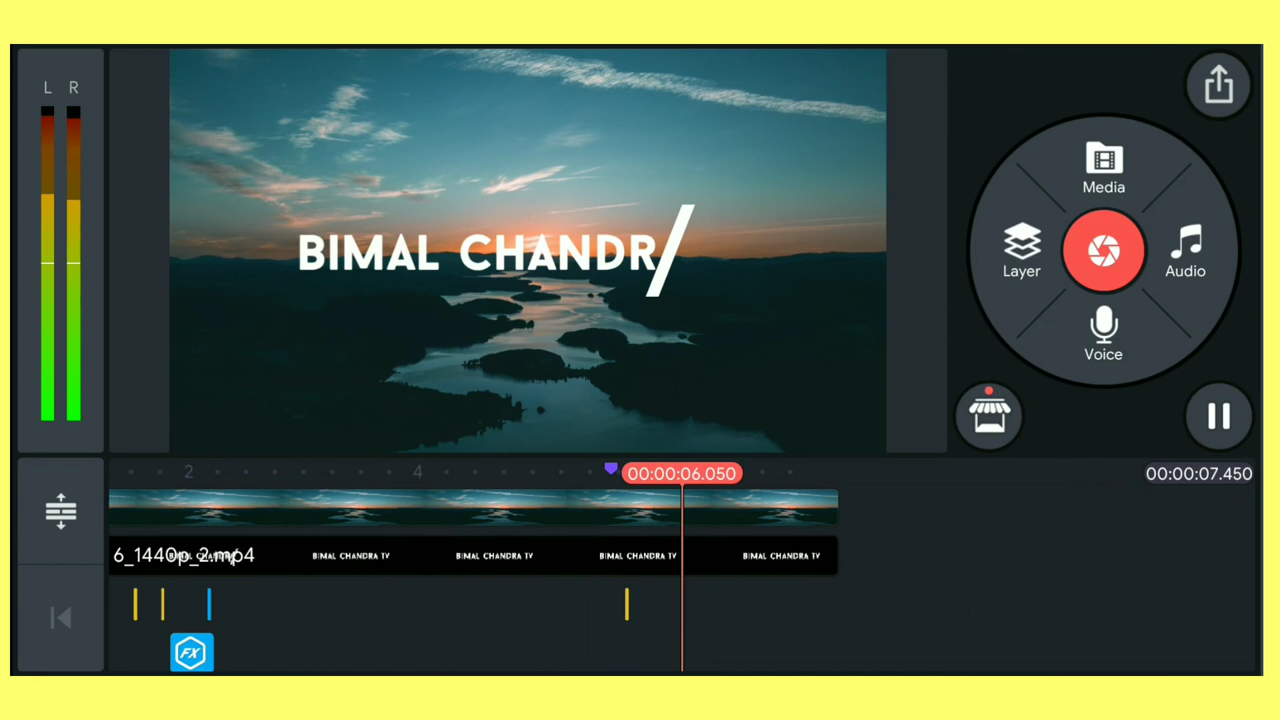 L R
Media
BIMAL CHANDR/
Layer
Audio
Voice
2 4 00:00:06.050 00:00:07.450
6_1440p_2.mp4 BIMAL CHANDRA TV BIMAL CHANDRA TV BIMAL CHANDRA TV BIMAL CHANDRA TV
FX